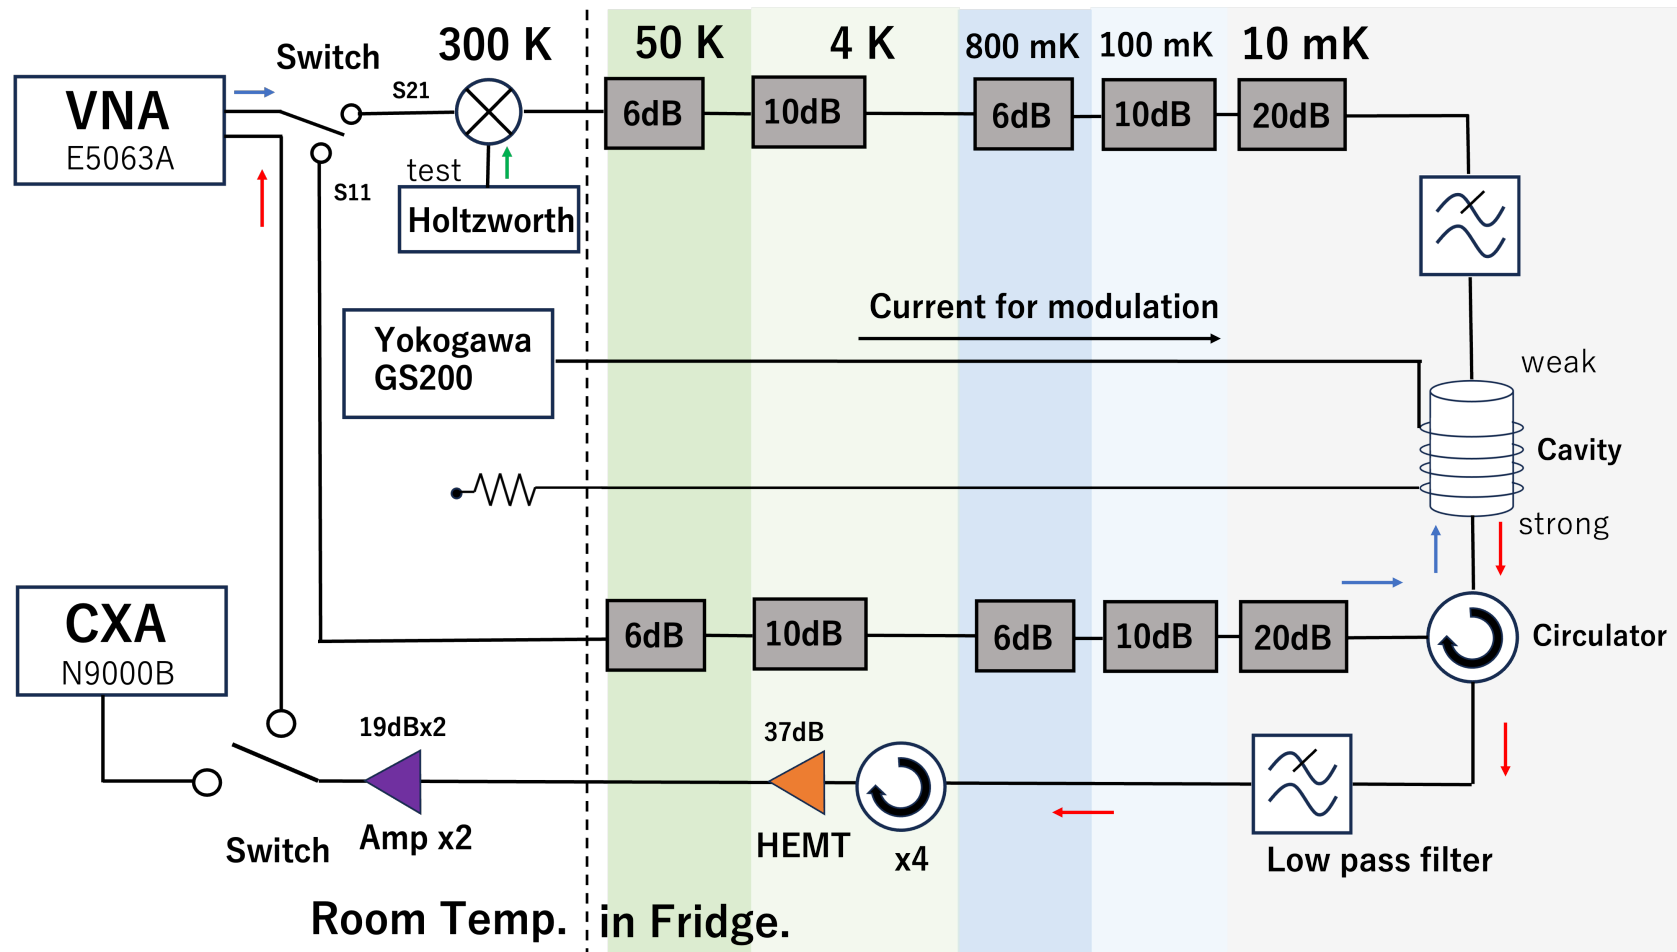 Switch
300 K
50 K
4 K
800 mK
100 mK
10 mK
VNA
E5063A
S21
6dB
10dB
6dB
10dB
20dB
test
S11
Holtzworth
Current for modulation
Yokogawa
GS200
weak
Cavity
strong
CXA
N9000B
6dB
10dB
6dB
10dB
20dB
Circulator
19dBx2
37dB
Amp x2
HEMT
x4
Switch
Low pass filter
Room Temp.
in Fridge.